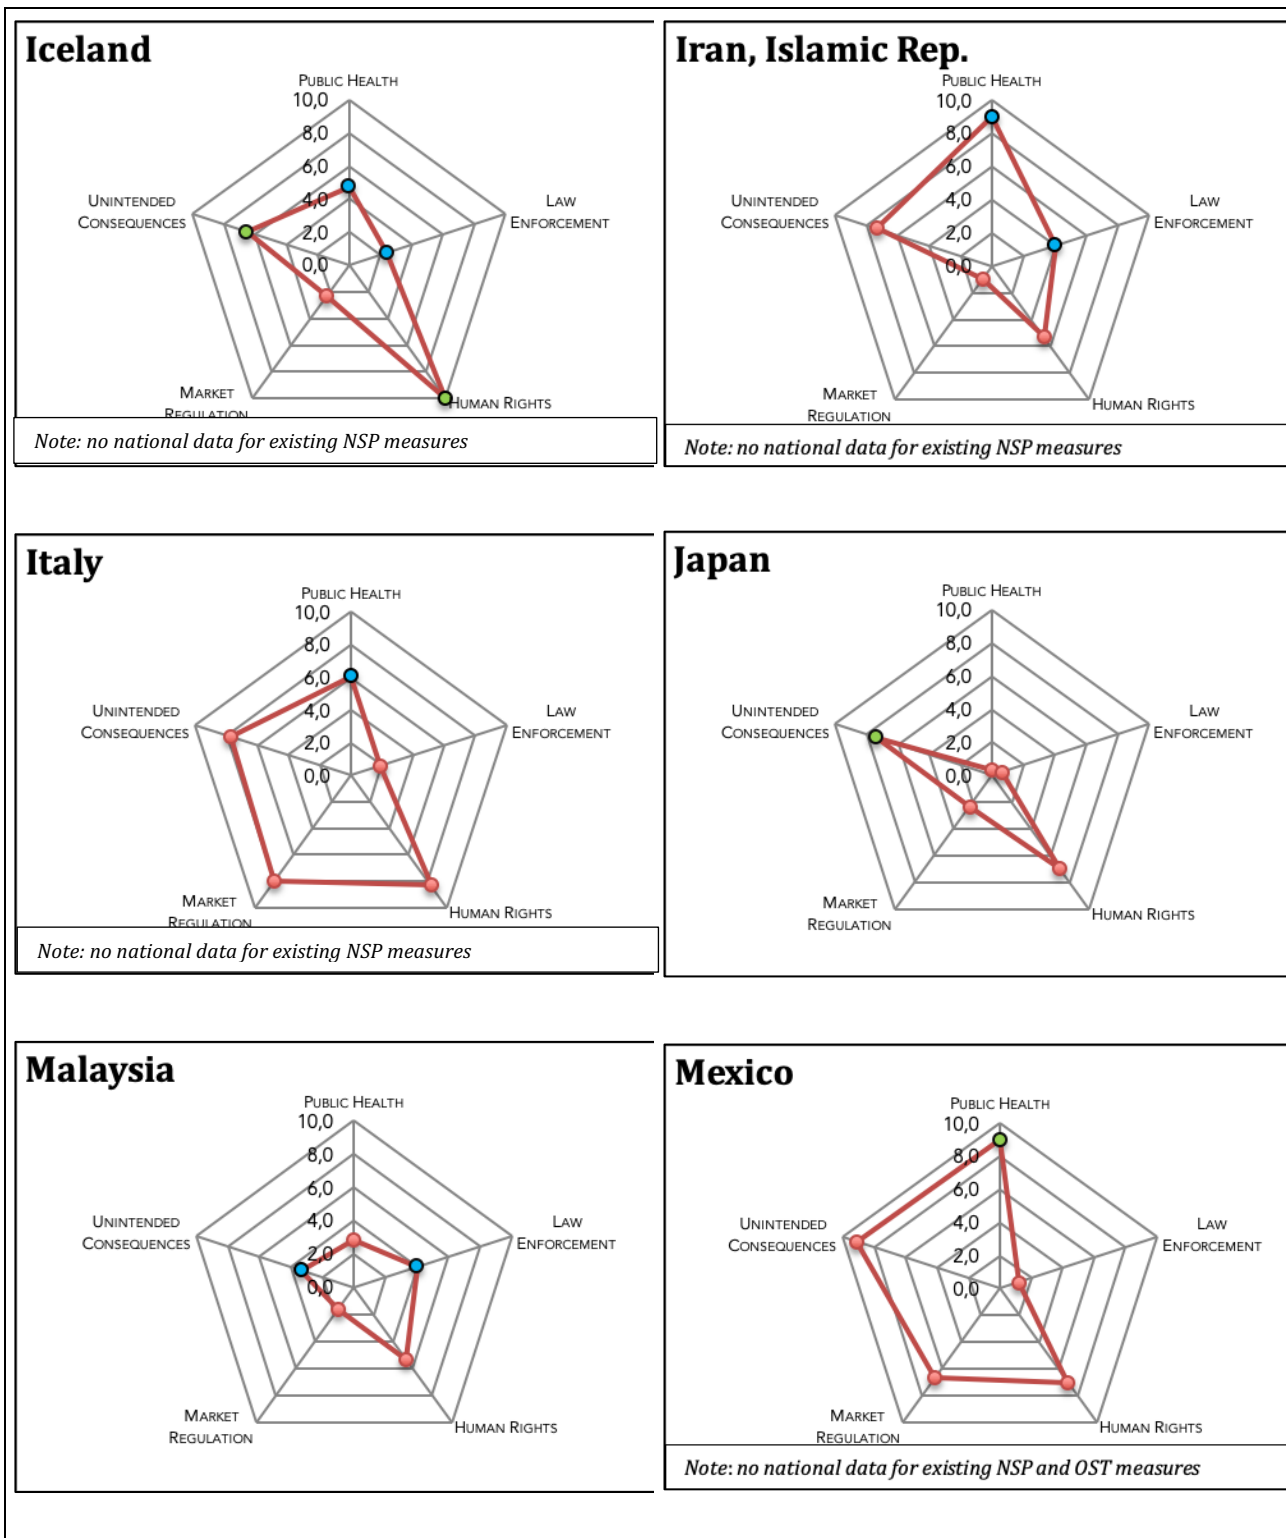 Iceland
PUBLIC HEALTH
10,0
8,0
6,0
4,0
2,0
0,0
UNINTENDED
CONSEQUENCES
LAW
ENFORCEMENT
MARKET
REGULATION
HUMAN RIGHTS
Note: no national data for existing NSP measures
Iran, Islamic Rep.
PUBLIC HEALTH
10,0
8,0
6,0
4,0
2,0
0,0
UNINTENDED
CONSEQUENCES
LAW
ENFORCEMENT
MARKET
REGULATION
HUMAN RIGHTS
Note: no national data for existing NSP measures
Italy
PUBLIC HEALTH
10,0
8,0
6,0
4,0
2,0
0,0
UNINTENDED
CONSEQUENCES
LAW
ENFORCEMENT
MARKET
REGULATION
HUMAN RIGHTS
Note: no national data for existing NSP measures
Japan
PUBLIC HEALTH
10,0
8,0
6,0
4,0
2,0
0,0
UNINTENDED
CONSEQUENCES
LAW
ENFORCEMENT
MARKET
REGULATION
HUMAN RIGHTS
Malaysia
PUBLIC HEALTH
10,0
8,0
6,0
4,0
2,0
0,0
UNINTENDED
CONSEQUENCES
LAW
ENFORCEMENT
MARKET
REGULATION
HUMAN RIGHTS
Mexico
PUBLIC HEALTH
10,0
8,0
6,0
4,0
2,0
0,0
UNINTENDED
CONSEQUENCES
LAW
ENFORCEMENT
MARKET
REGULATION
HUMAN RIGHTS
Note: no national data for existing NSP and OST measures